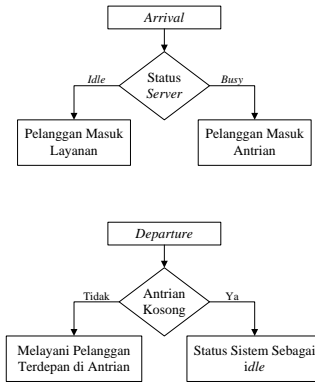 Arrival
Idle
Status
Server
Busy
Pelanggan Masuk
Layanan
Pelanggan Masuk
Antrian
Departure
Tidak
Antrian
Kosong
Ya
Melayani Pelanggan
Terdepan di Antrian
Status Sistem Sebagai
idle